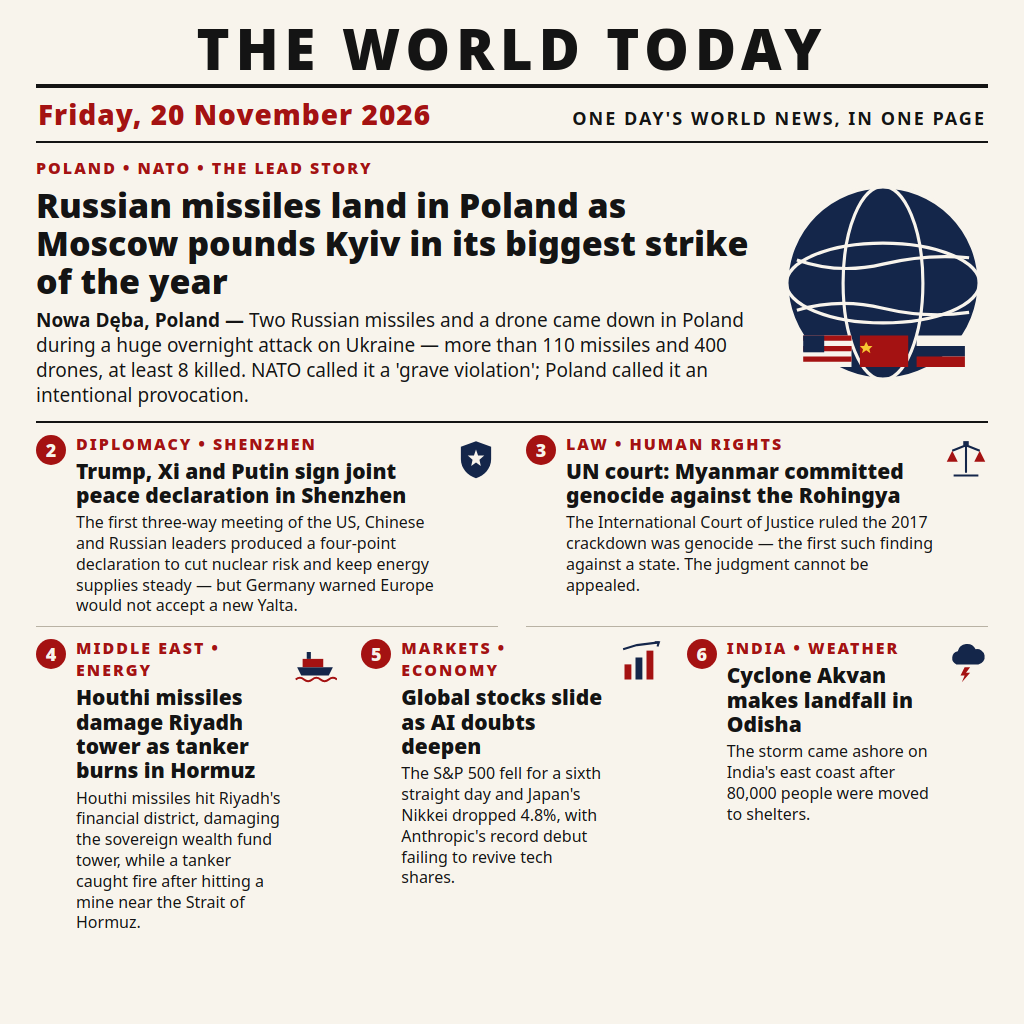 THE WORLD TODAY
Friday, 20 November 2026
ONE DAY'S WORLD NEWS, IN ONE PAGE
POLAND • NATO • THE LEAD STORY
Russian missiles land in Poland as
Moscow pounds Kyiv in its biggest strike
of the year
Nowa Dęba, Poland — Two Russian missiles and a drone came down in Poland
during a huge overnight attack on Ukraine — more than 110 missiles and 400
drones, at least 8 killed. NATO called it a 'grave violation'; Poland called it an
intentional provocation.
2
DIPLOMACY • SHENZHEN
Trump, Xi and Putin sign joint
peace declaration in Shenzhen
The first three-way meeting of the US, Chinese
and Russian leaders produced a four-point
declaration to cut nuclear risk and keep energy
supplies steady — but Germany warned Europe
would not accept a new Yalta.
3
LAW • HUMAN RIGHTS
UN court: Myanmar committed
genocide against the Rohingya
The International Court of Justice ruled the 2017
crackdown was genocide — the first such finding
against a state. The judgment cannot be
appealed.
4
MIDDLE EAST •
ENERGY
Houthi missiles
damage Riyadh
tower as tanker
burns in Hormuz
Houthi missiles hit Riyadh's
financial district, damaging
the sovereign wealth fund
tower, while a tanker
caught fire after hitting a
mine near the Strait of
Hormuz.
5
MARKETS •
ECONOMY
Global stocks slide
as AI doubts
deepen
The S&P 500 fell for a sixth
straight day and Japan's
Nikkei dropped 4.8%, with
Anthropic's record debut
failing to revive tech
shares.
6
INDIA • WEATHER
Cyclone Akvan
makes landfall in
Odisha
The storm came ashore on
India's east coast after
80,000 people were moved
to shelters.